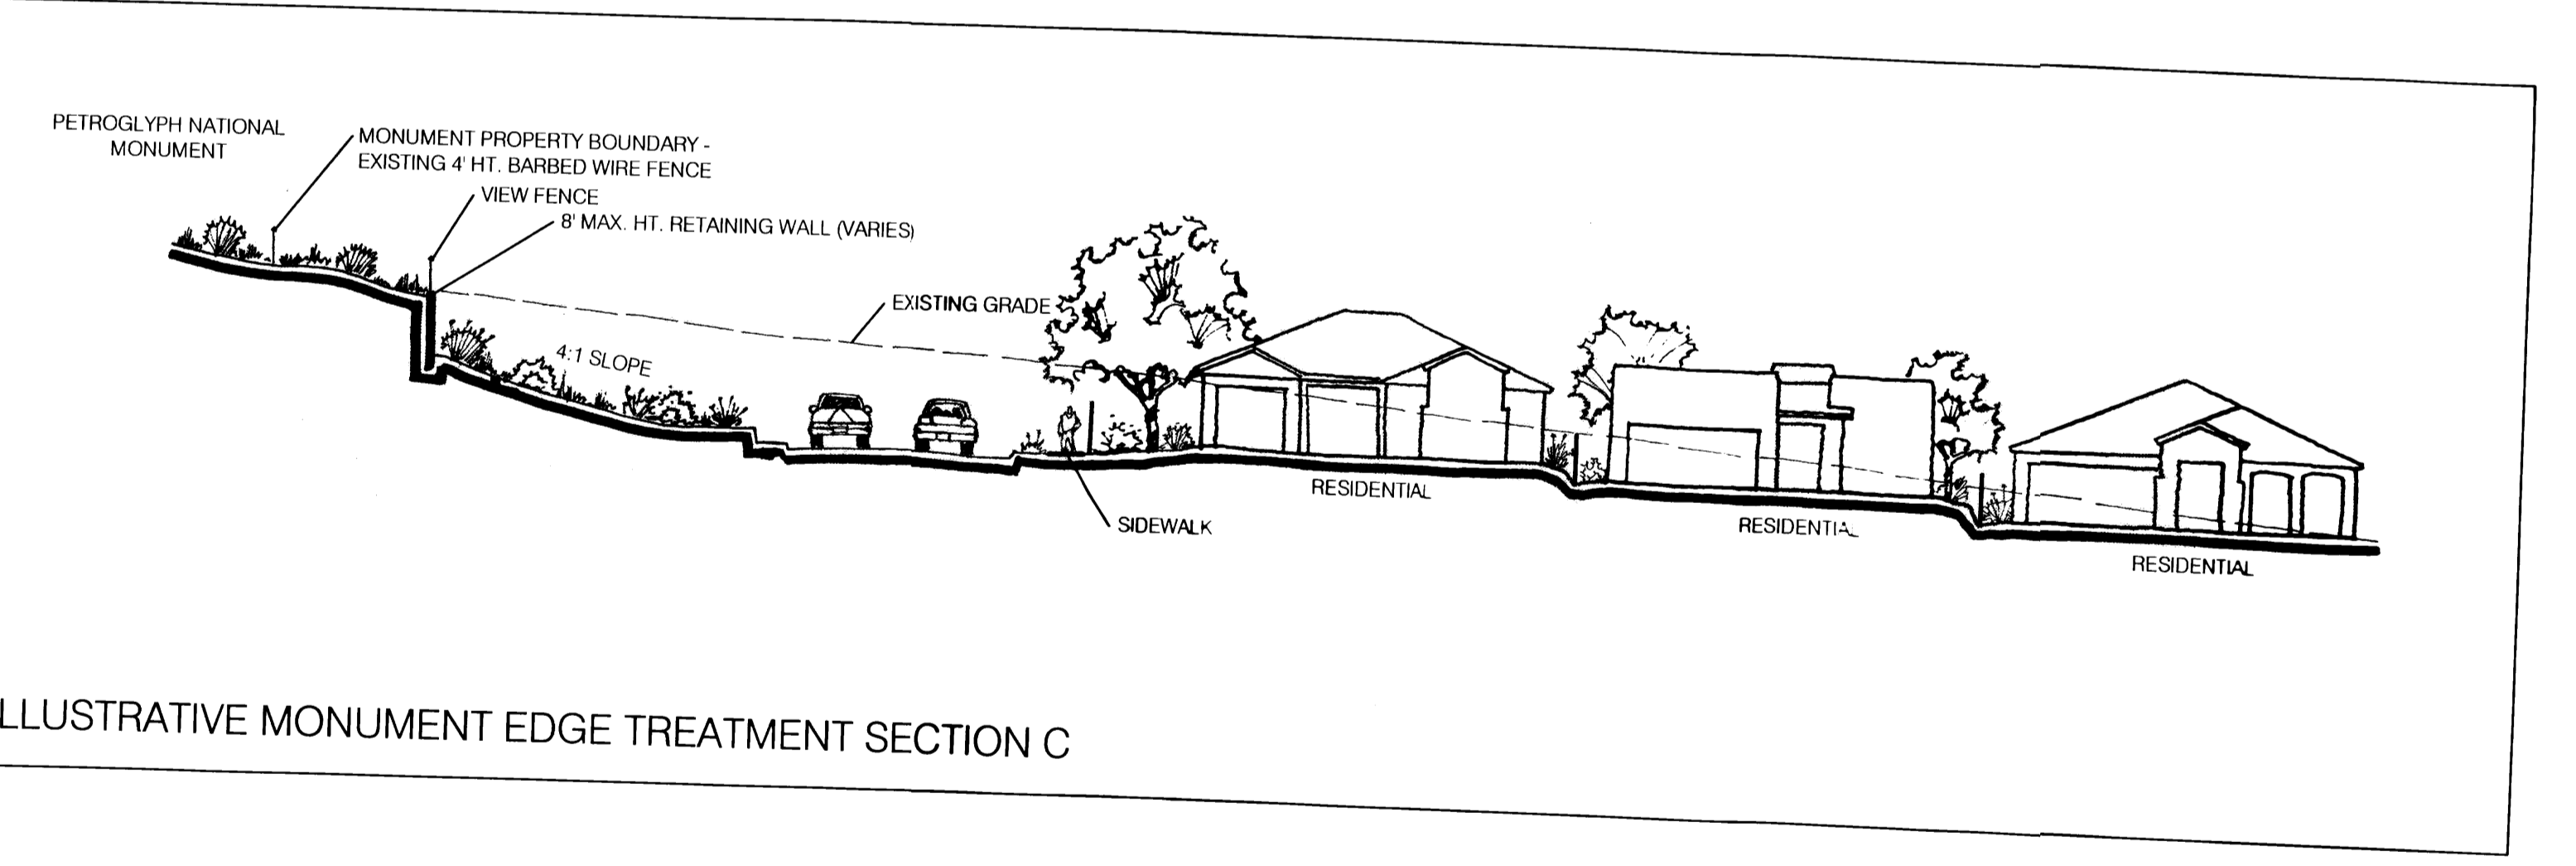 PETROGLYPH NATIONAL
MONUMENT
MONUMENT PROPERTY BOUNDARY -
EXISTING 4' HT. BARBED WIRE FENCE
VIEW FENCE
8' MAX. HT. RETAINING WALL (VARIES)
EXISTING GRADE
4:1 SLOPE
RESIDENTIAL
SIDEWALK
RESIDENTIAL
RESIDENTIAL
LLUSTRATIVE MONUMENT EDGE TREATMENT SECTION C